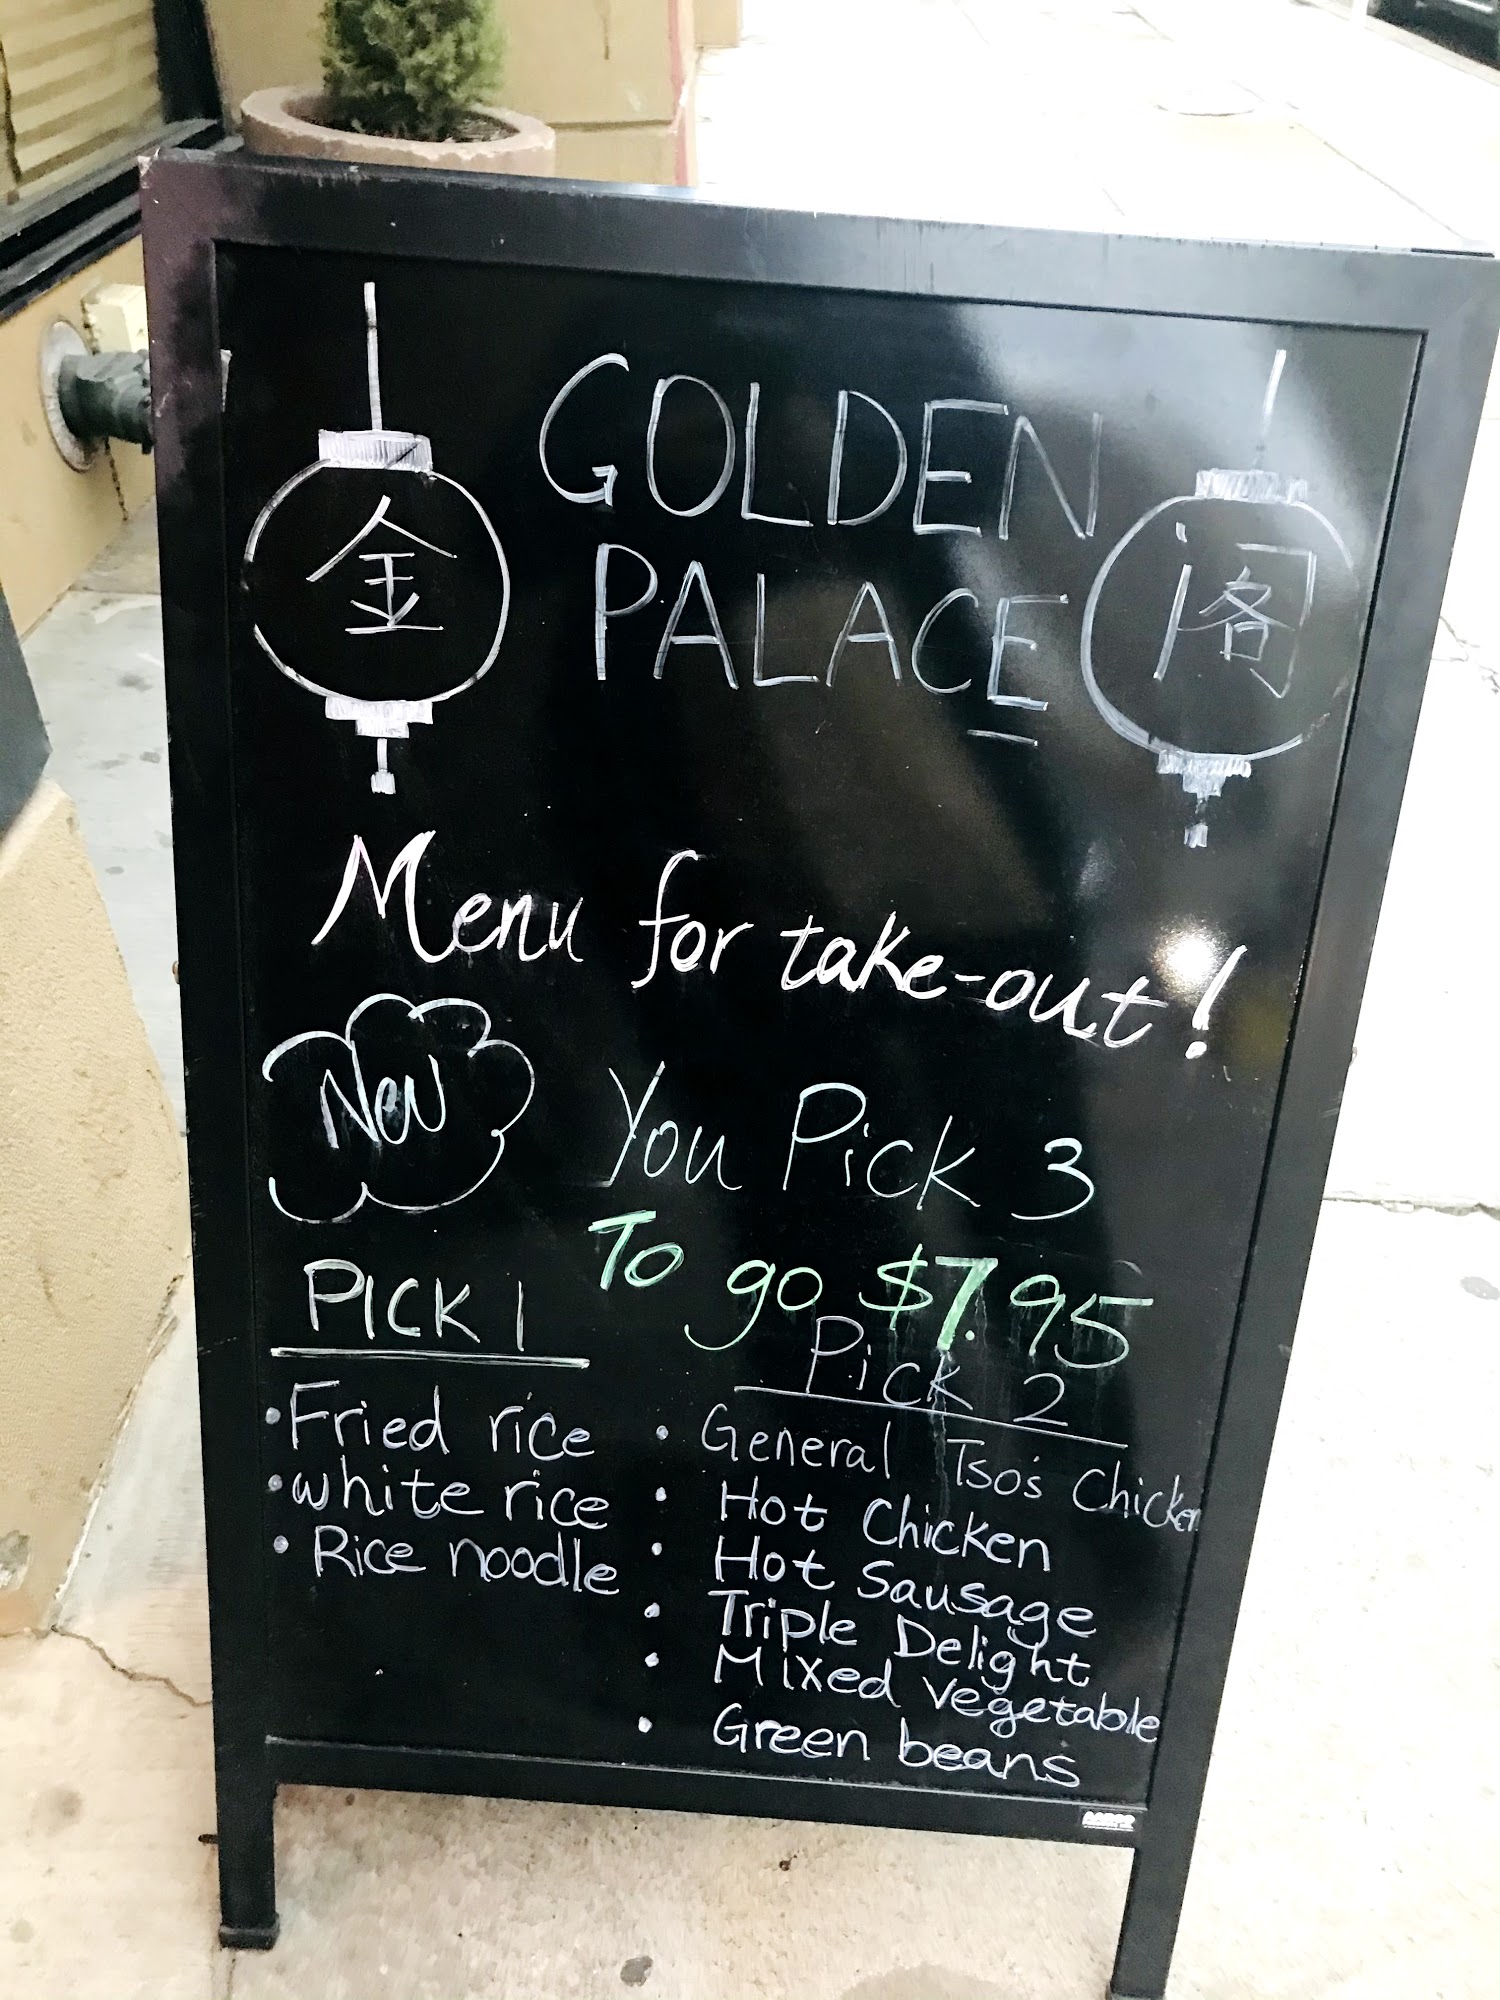 金
GOLDEN
PALACE
阁
Menu for take-out!
New
You Pick 3
To go $7.95
PICK 1
• Fried rice
• white rice
• Rice noodle
Pick 2
• General Tso's Chicken
• Hot Chicken
• Hot Sausage
• Triple Delight
• Mixed vegetable
• Green beans